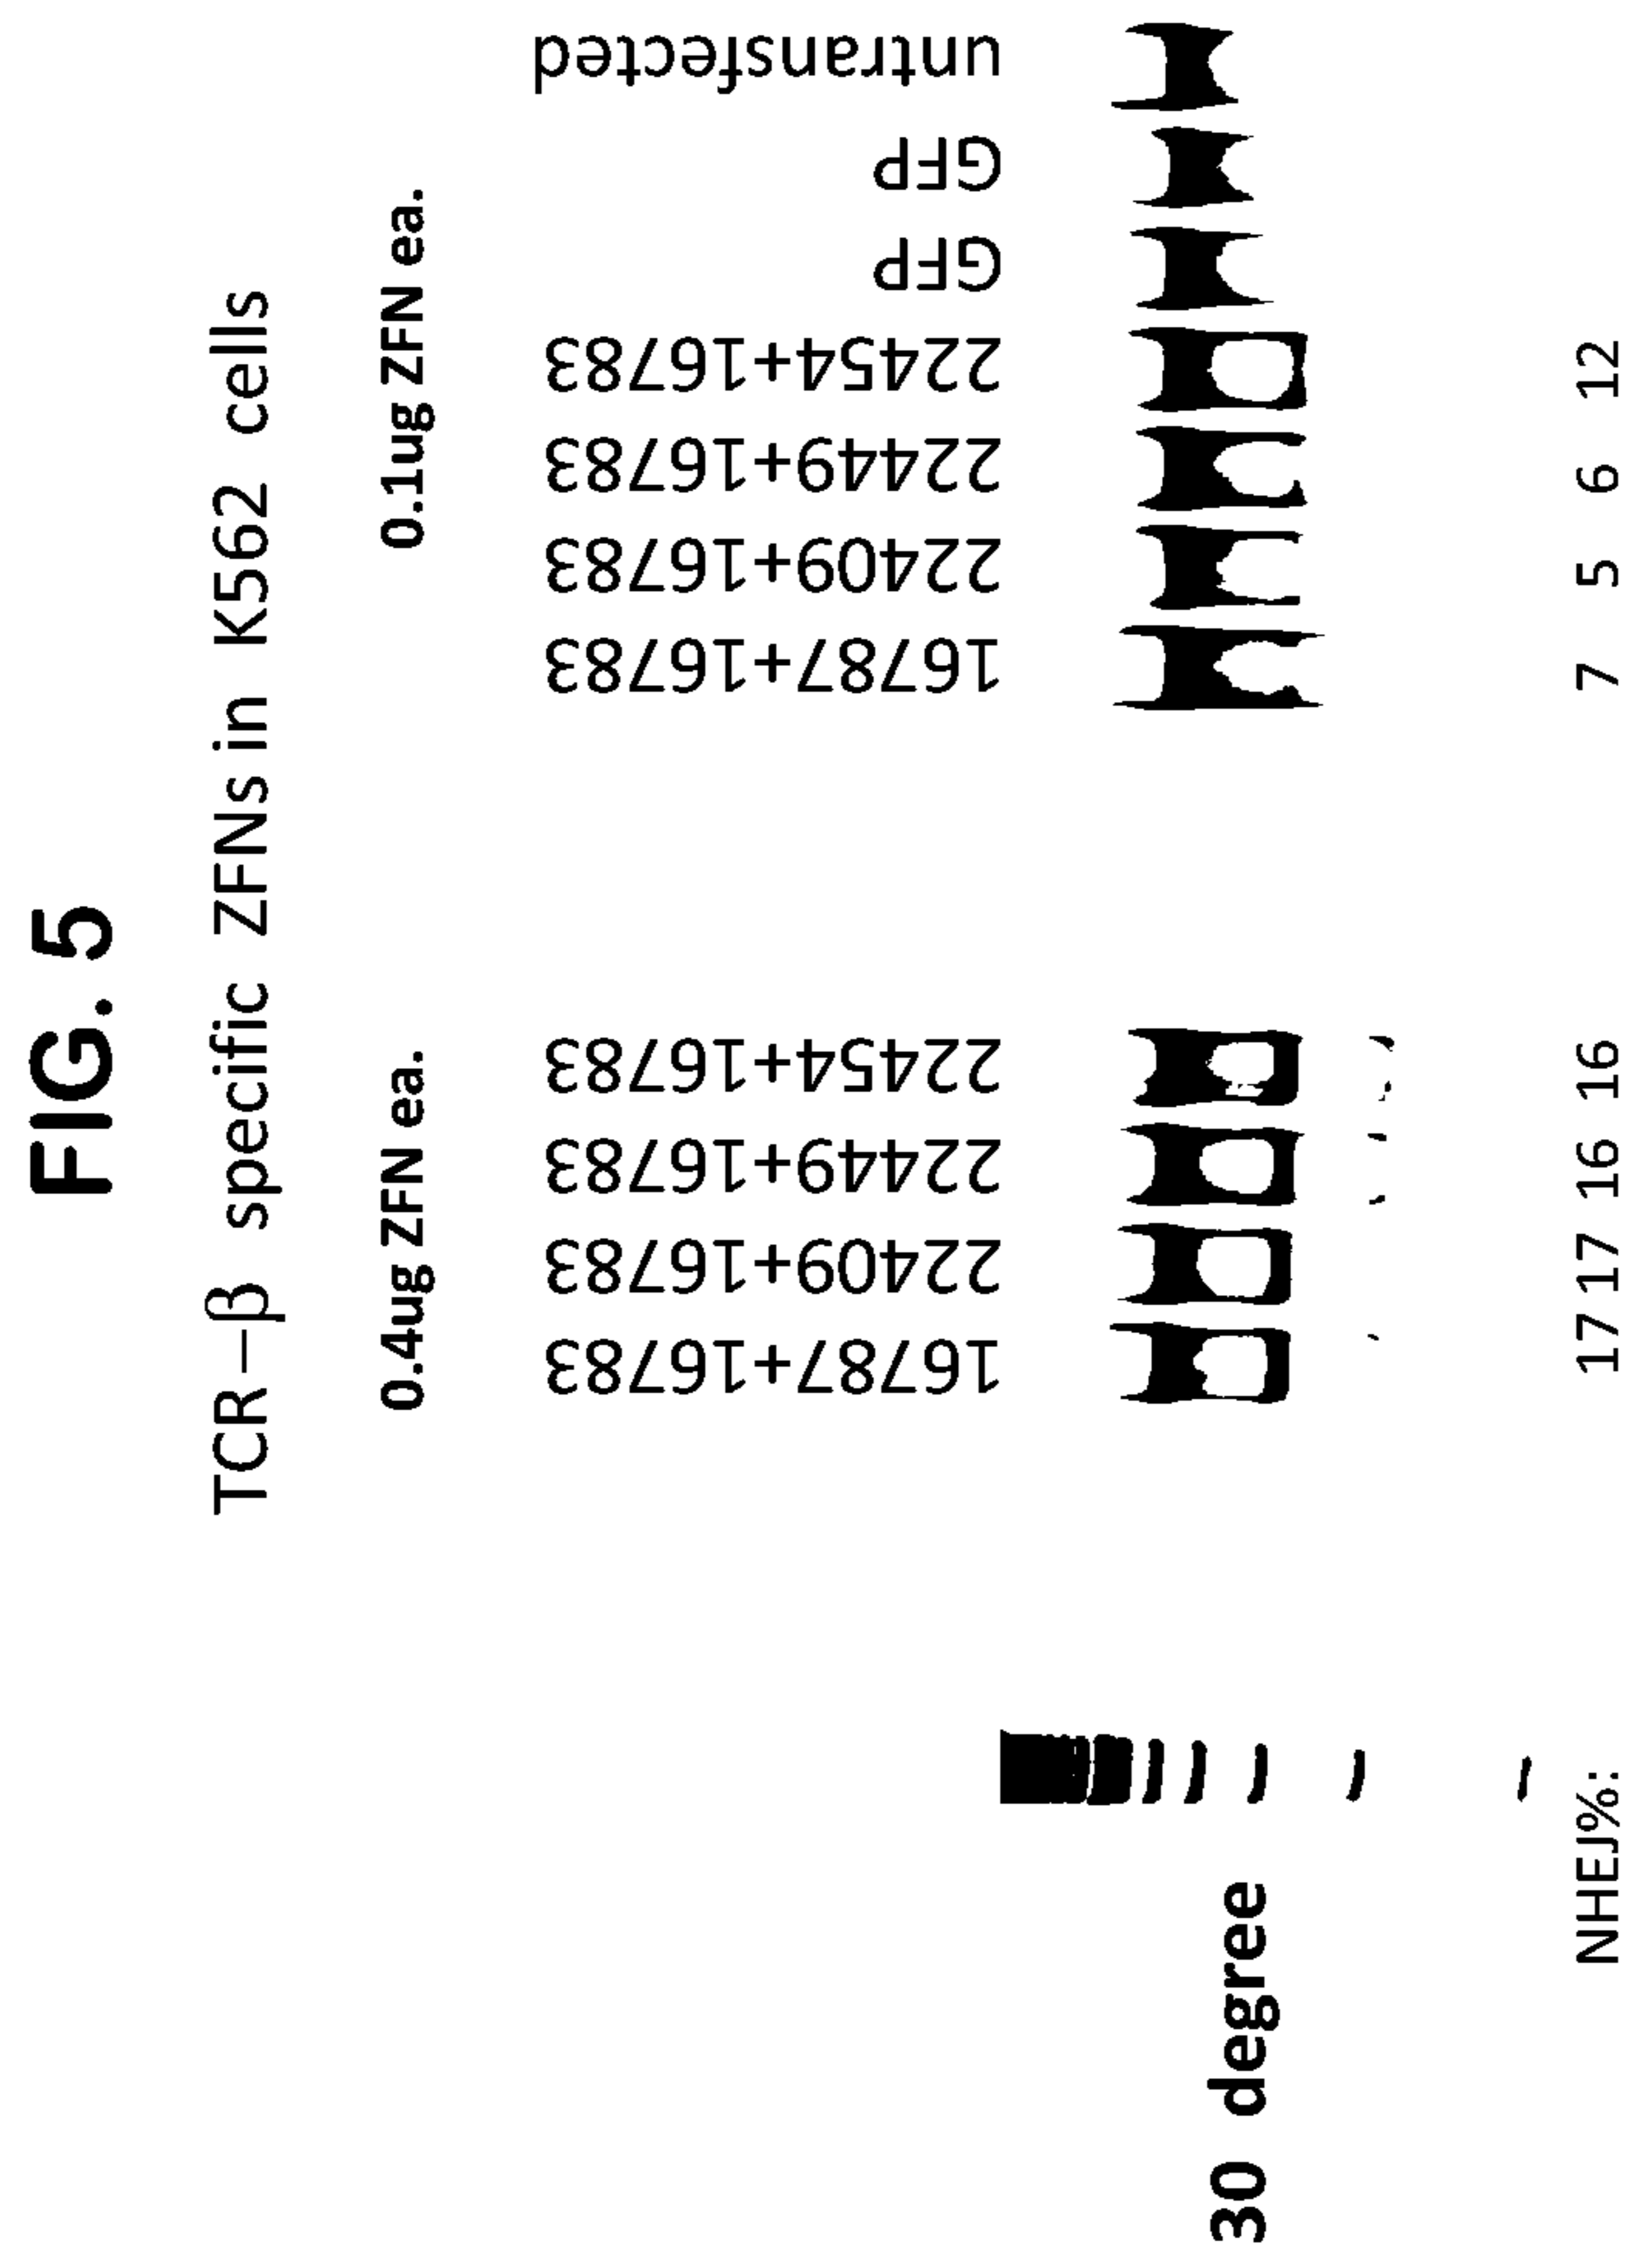 FIG. 5
TCR–β specific ZFNs in K562 cells
0.4ug ZFN ea.
0.1ug ZFN ea.
16787+16783
22409+16783
22449+16783
22454+16783
16787+16783
22409+16783
22449+16783
22454+16783
GFP
GFP
untransfected
30 degree
NHEJ%: 17 17 16 16 7 5 6 12